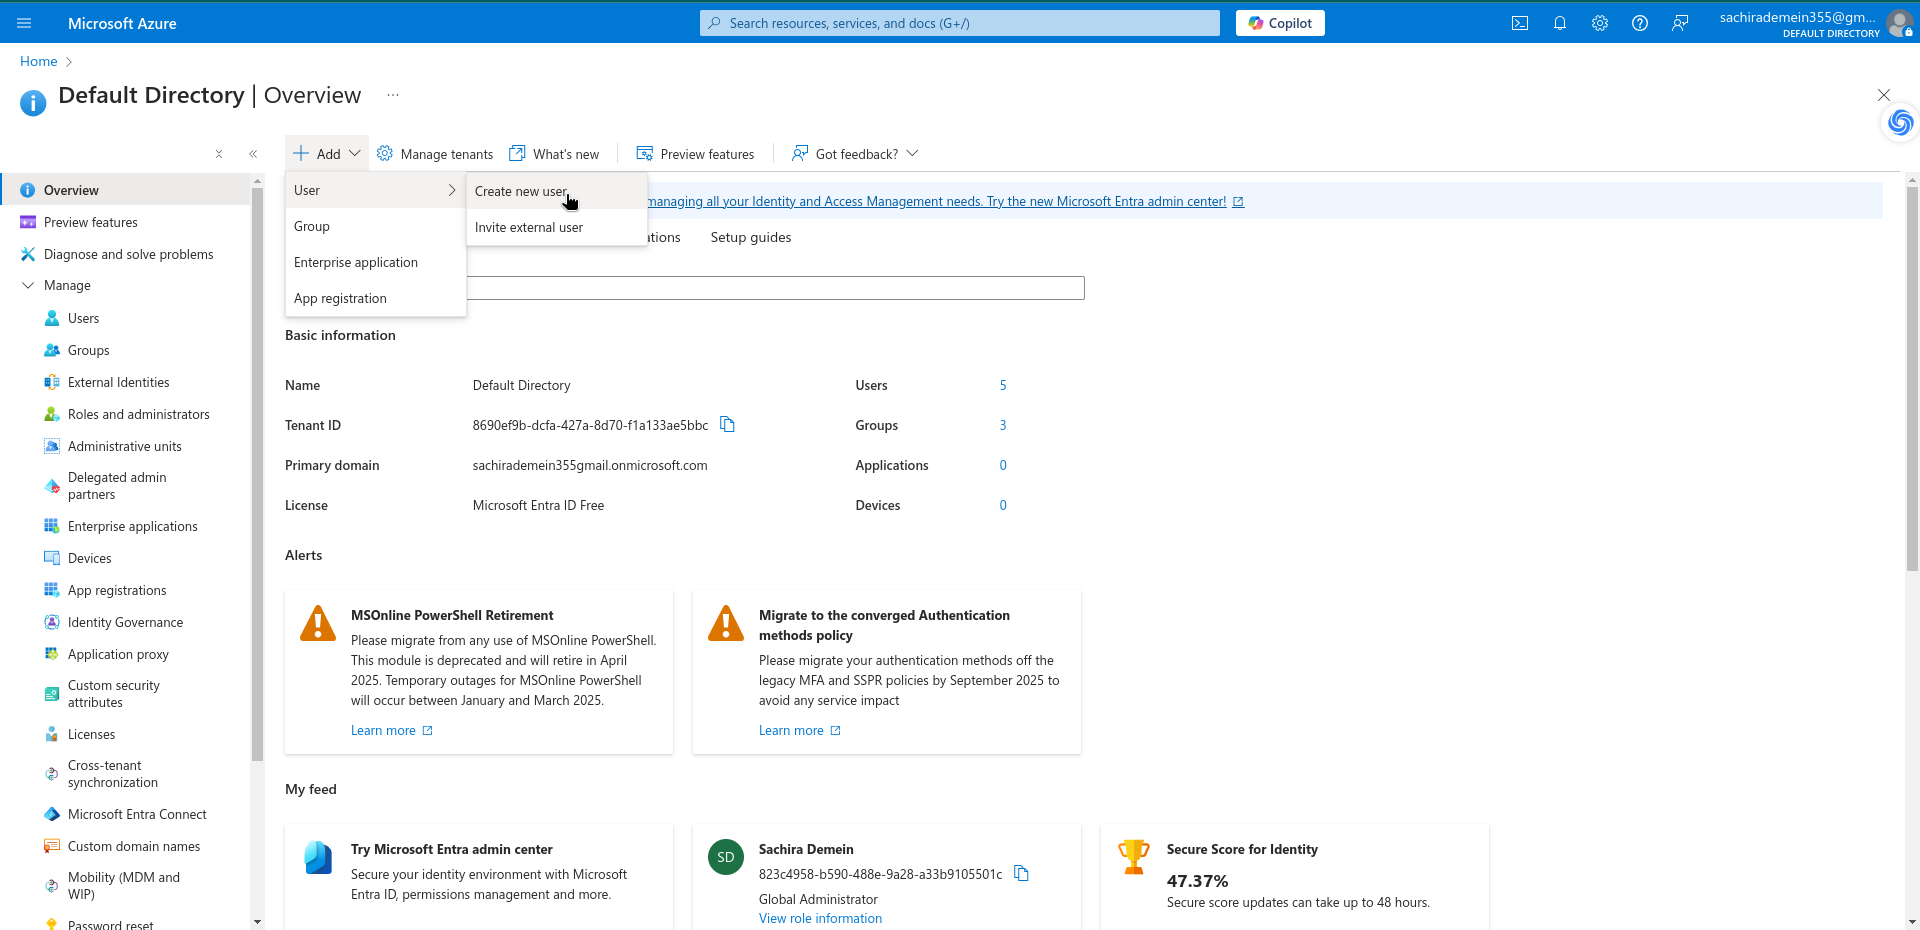 Microsoft Azure
Search resources, services, and docs (G+/)
Copilot
sachirademein355@gm...
DEFAULT DIRECTORY
Home
Default Directory | Overview
...
Add
Manage tenants
What's new
Preview features
Got feedback?
User
Create new user
Invite external user
Group
Enterprise application
App registration
managing all your Identity and Access Management needs. Try the new Microsoft Entra admin center!
ations
Setup guides
Overview
Preview features
Diagnose and solve problems
Manage
Users
Groups
External Identities
Roles and administrators
Administrative units
Delegated admin
partners
Enterprise applications
Devices
App registrations
Identity Governance
Application proxy
Custom security
attributes
Licenses
Cross-tenant
synchronization
Microsoft Entra Connect
Custom domain names
Mobility (MDM and
WIP)
Password reset
Basic information
Name
Default Directory
Users
5
Tenant ID
8690ef9b-dcfa-427a-8d70-f1a133ae5bbc
Groups
3
Primary domain
sachirademein355gmail.onmicrosoft.com
Applications
0
License
Microsoft Entra ID Free
Devices
0
Alerts
MSOnline PowerShell Retirement
Please migrate from any use of MSOnline PowerShell.
This module is deprecated and will retire in April
2025. Temporary outages for MSOnline PowerShell
will occur between January and March 2025.
Learn more
Migrate to the converged Authentication
methods policy
Please migrate your authentication methods off the
legacy MFA and SSPR policies by September 2025 to
avoid any service impact
Learn more
My feed
Try Microsoft Entra admin center
Secure your identity environment with Microsoft
Entra ID, permissions management and more.
SD
Sachira Demein
823c4958-b590-488e-9a28-a33b9105501c
Global Administrator
View role information
Secure Score for Identity
47.37%
Secure score updates can take up to 48 hours.